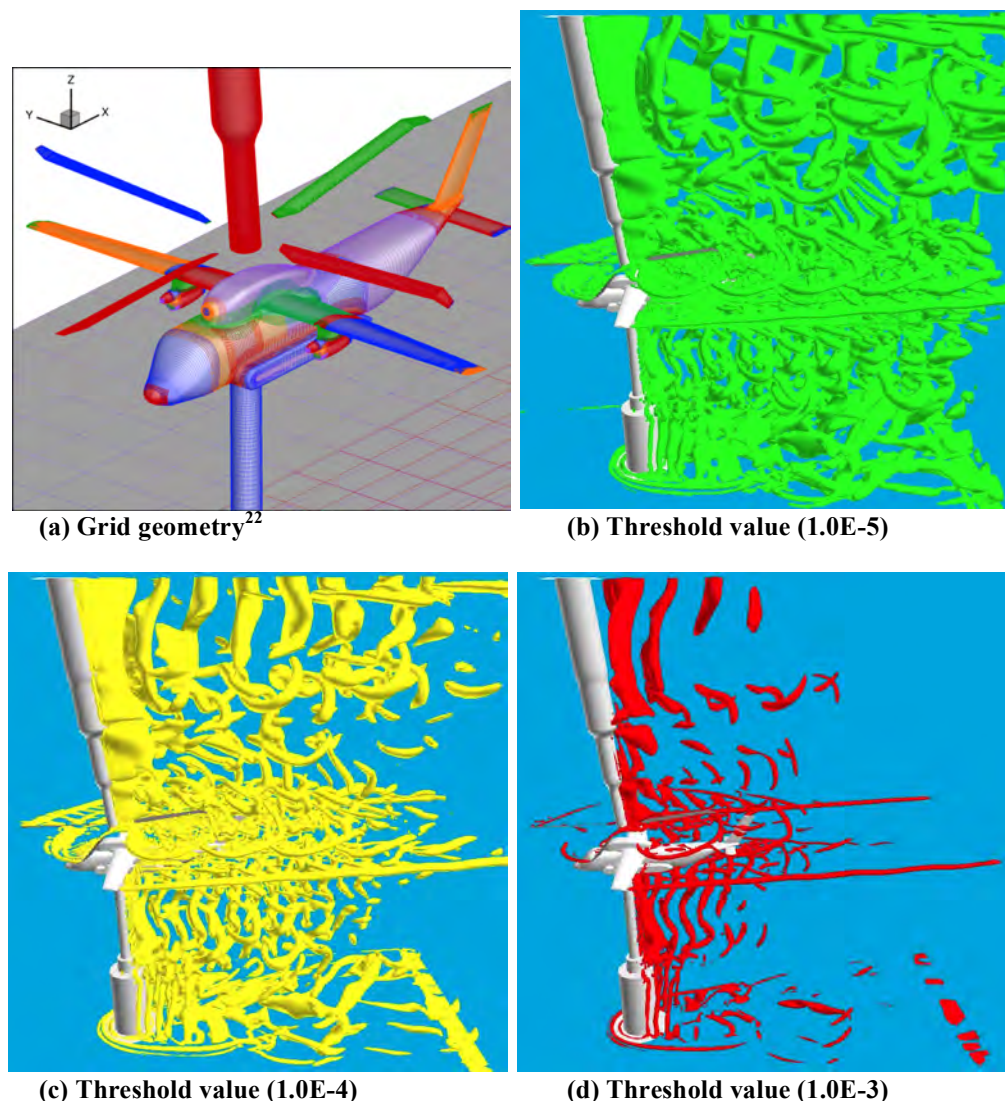 Z
Y
X
(a) Grid geometry22
(b) Threshold value (1.0E-5)
(c) Threshold value (1.0E-4)
(d) Threshold value (1.0E-3)